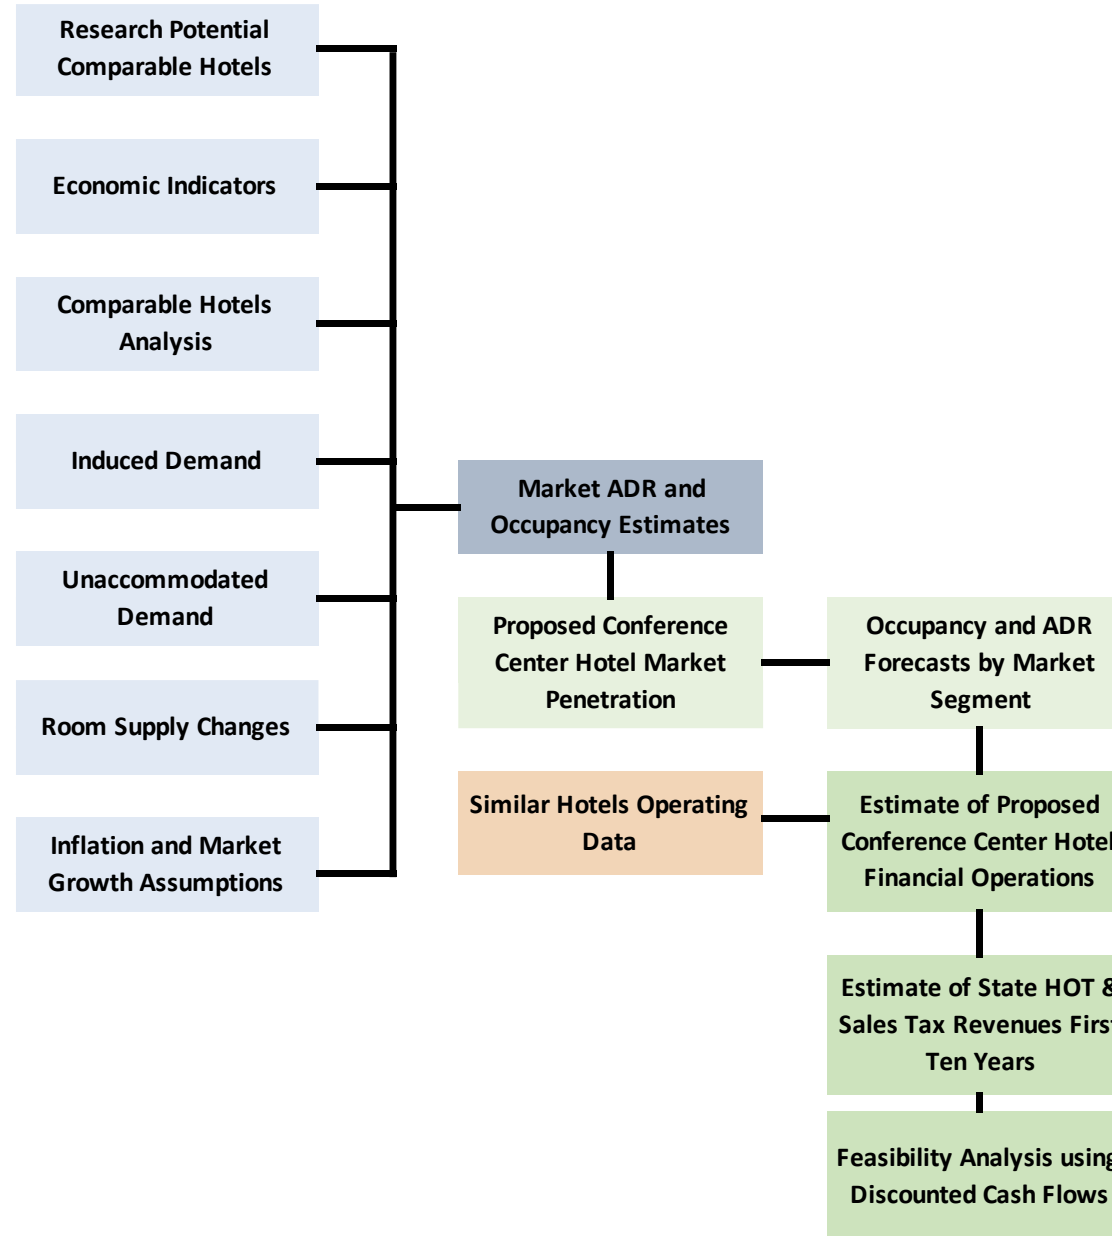 Research Potential
Comparable Hotels
Economic Indicators
Comparable Hotels
Analysis
Induced Demand
Unaccommodated
Demand
Room Supply Changes
Inflation and Market
Growth Assumptions
Market ADR and
Occupancy Estimates
Proposed Conference
Center Hotel Market
Penetration
Similar Hotels Operating
Data
Occupancy and ADR
Forecasts by Market
Segment
Estimate of Proposed
Conference Center Hotel
Financial Operations
Estimate of State HOT &
Sales Tax Revenues First
Ten Years
Feasibility Analysis using
Discounted Cash Flows